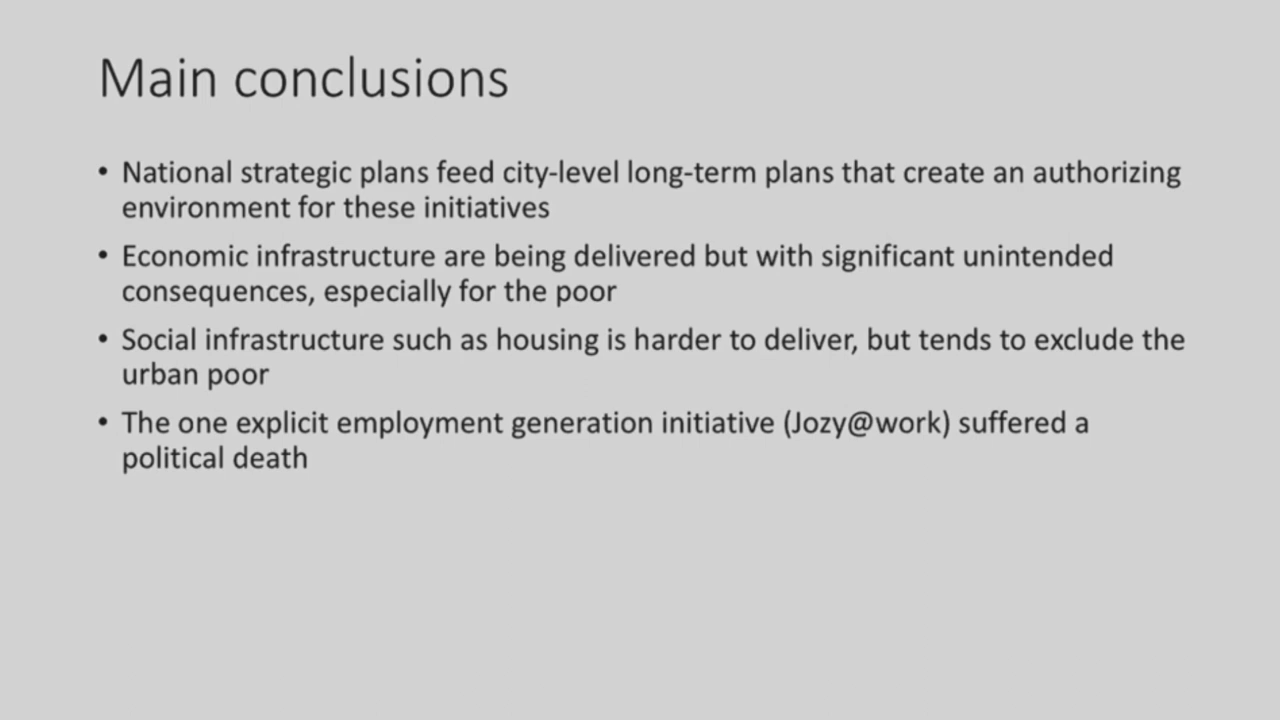 Main conclusions
• National strategic plans feed city-level long-term plans that create an authorizing
environment for these initiatives
• Economic infrastructure are being delivered but with significant unintended
consequences, especially for the poor
• Social infrastructure such as housing is harder to deliver, but tends to exclude the
urban poor
• The one explicit employment generation initiative (Jozy@work) suffered a
political death